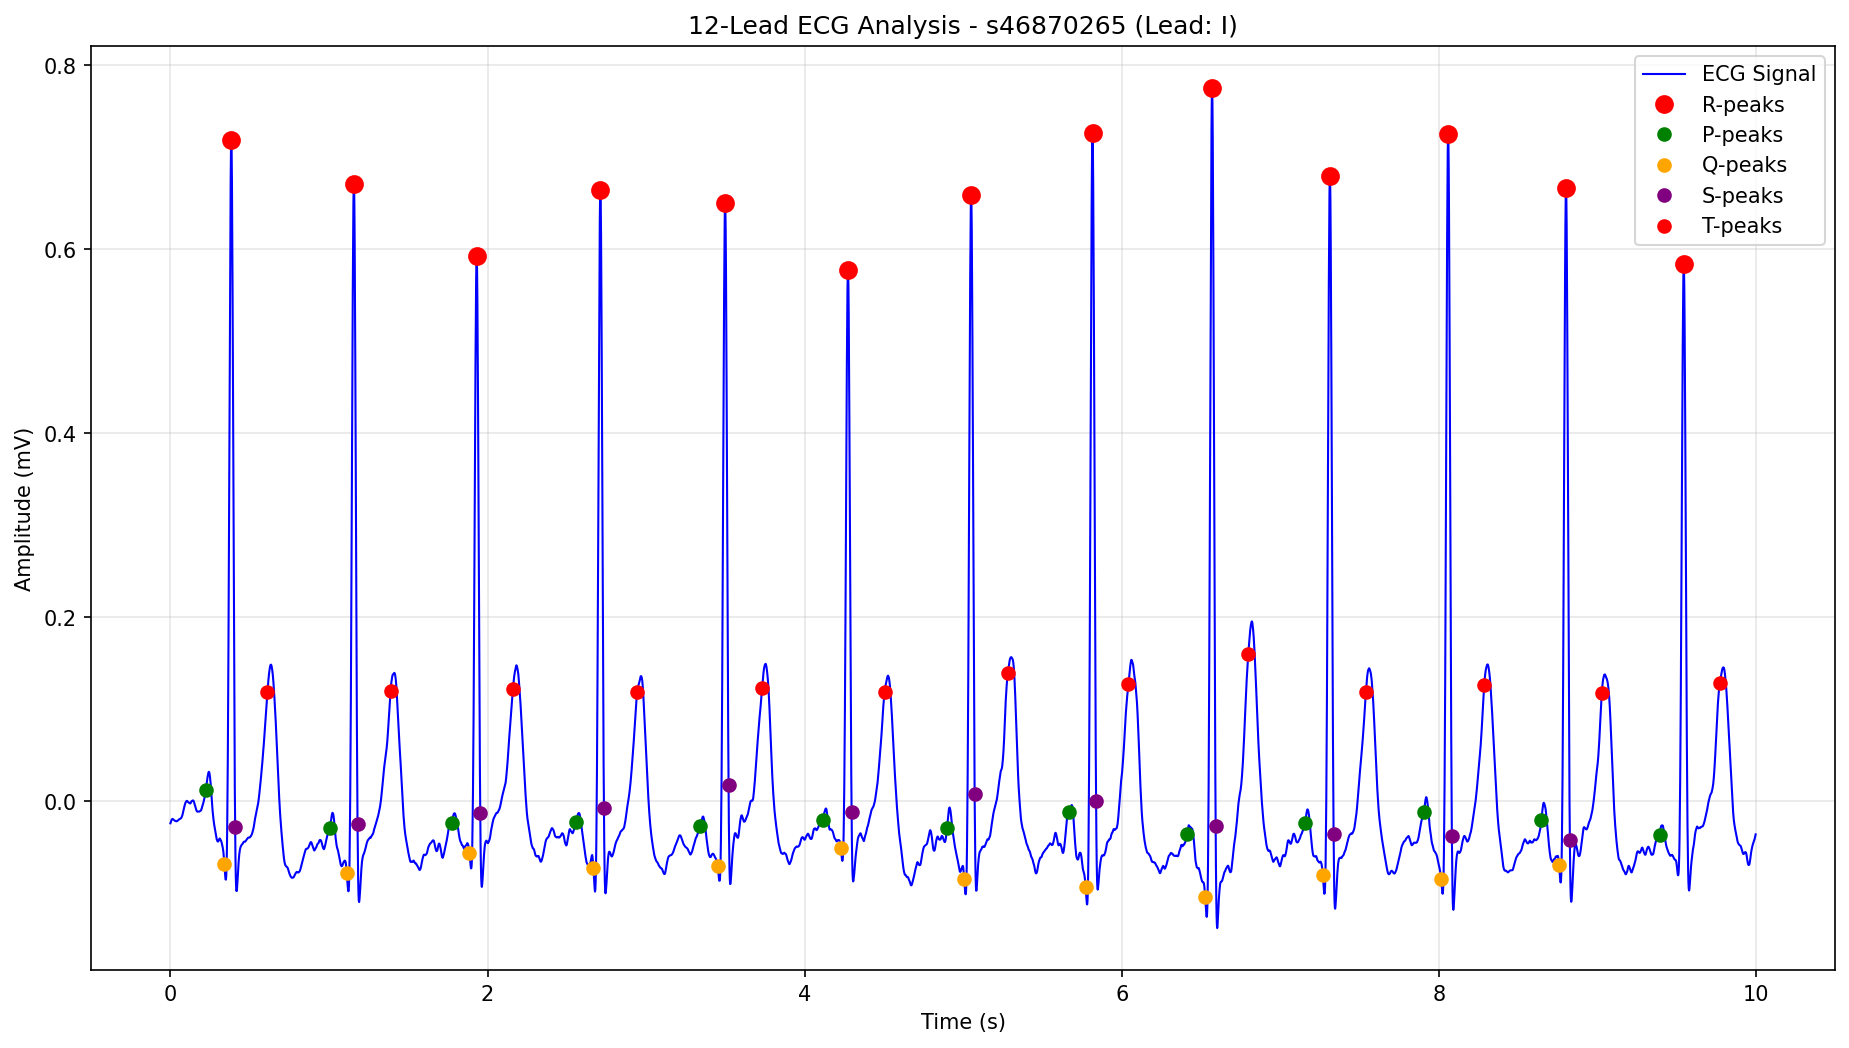 12-Lead ECG Analysis - s46870265 (Lead: I)
ECG Signal
R-peaks
P-peaks
Q-peaks
S-peaks
T-peaks
Amplitude (mV)
0.8
0.6
0.4
0.2
0.0
0 2 4 6 8 10
Time (s)